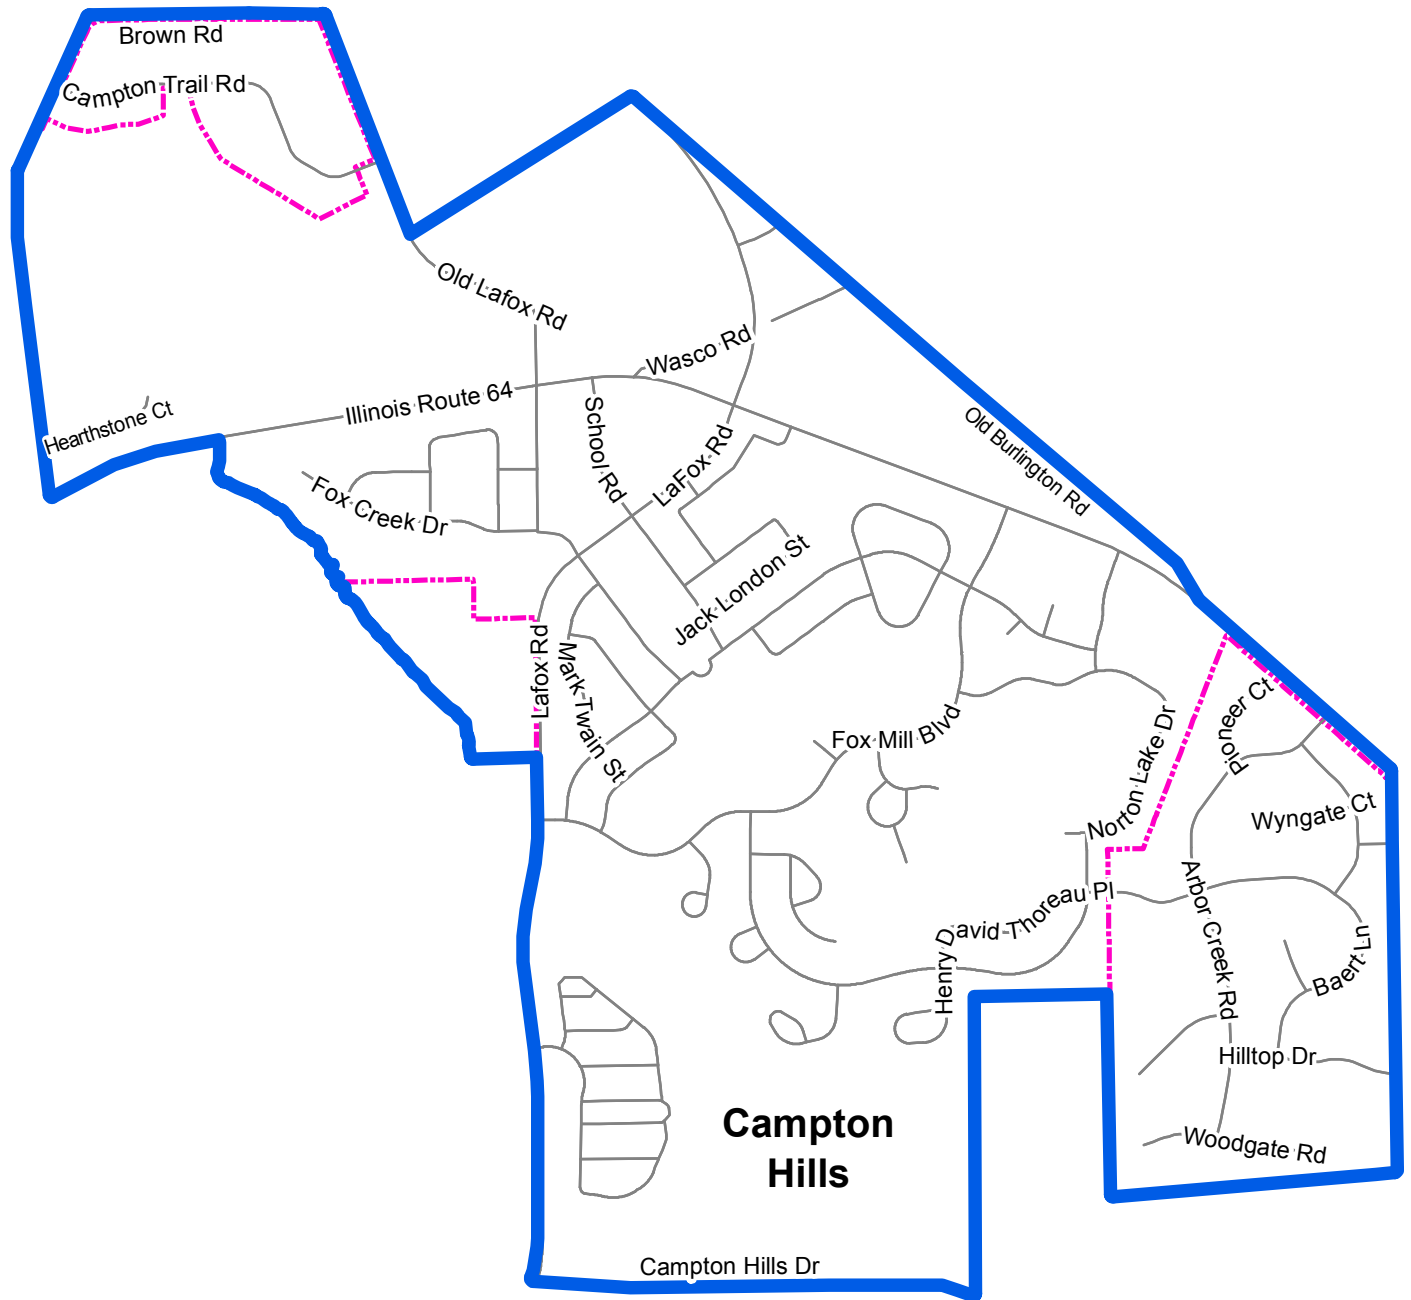 Brown Rd
Campton Trail Rd
Old Lafox Rd
Wasco Rd
Illinois Route 64
Hearthstone Ct
School Rd
LaFox Rd
Old Burlington Rd
Fox Creek Dr
Jack London St
Lafox Rd
Mark Twain St
Fox Mill Blvd
Norton Lake Dr
Pioneer Ct
Wyngate Ct
Henry David Thoreau Pl
Arbor Creek Rd
Baert Ln
Hilltop Dr
Woodgate Rd
Campton
Hills
Campton Hills Dr